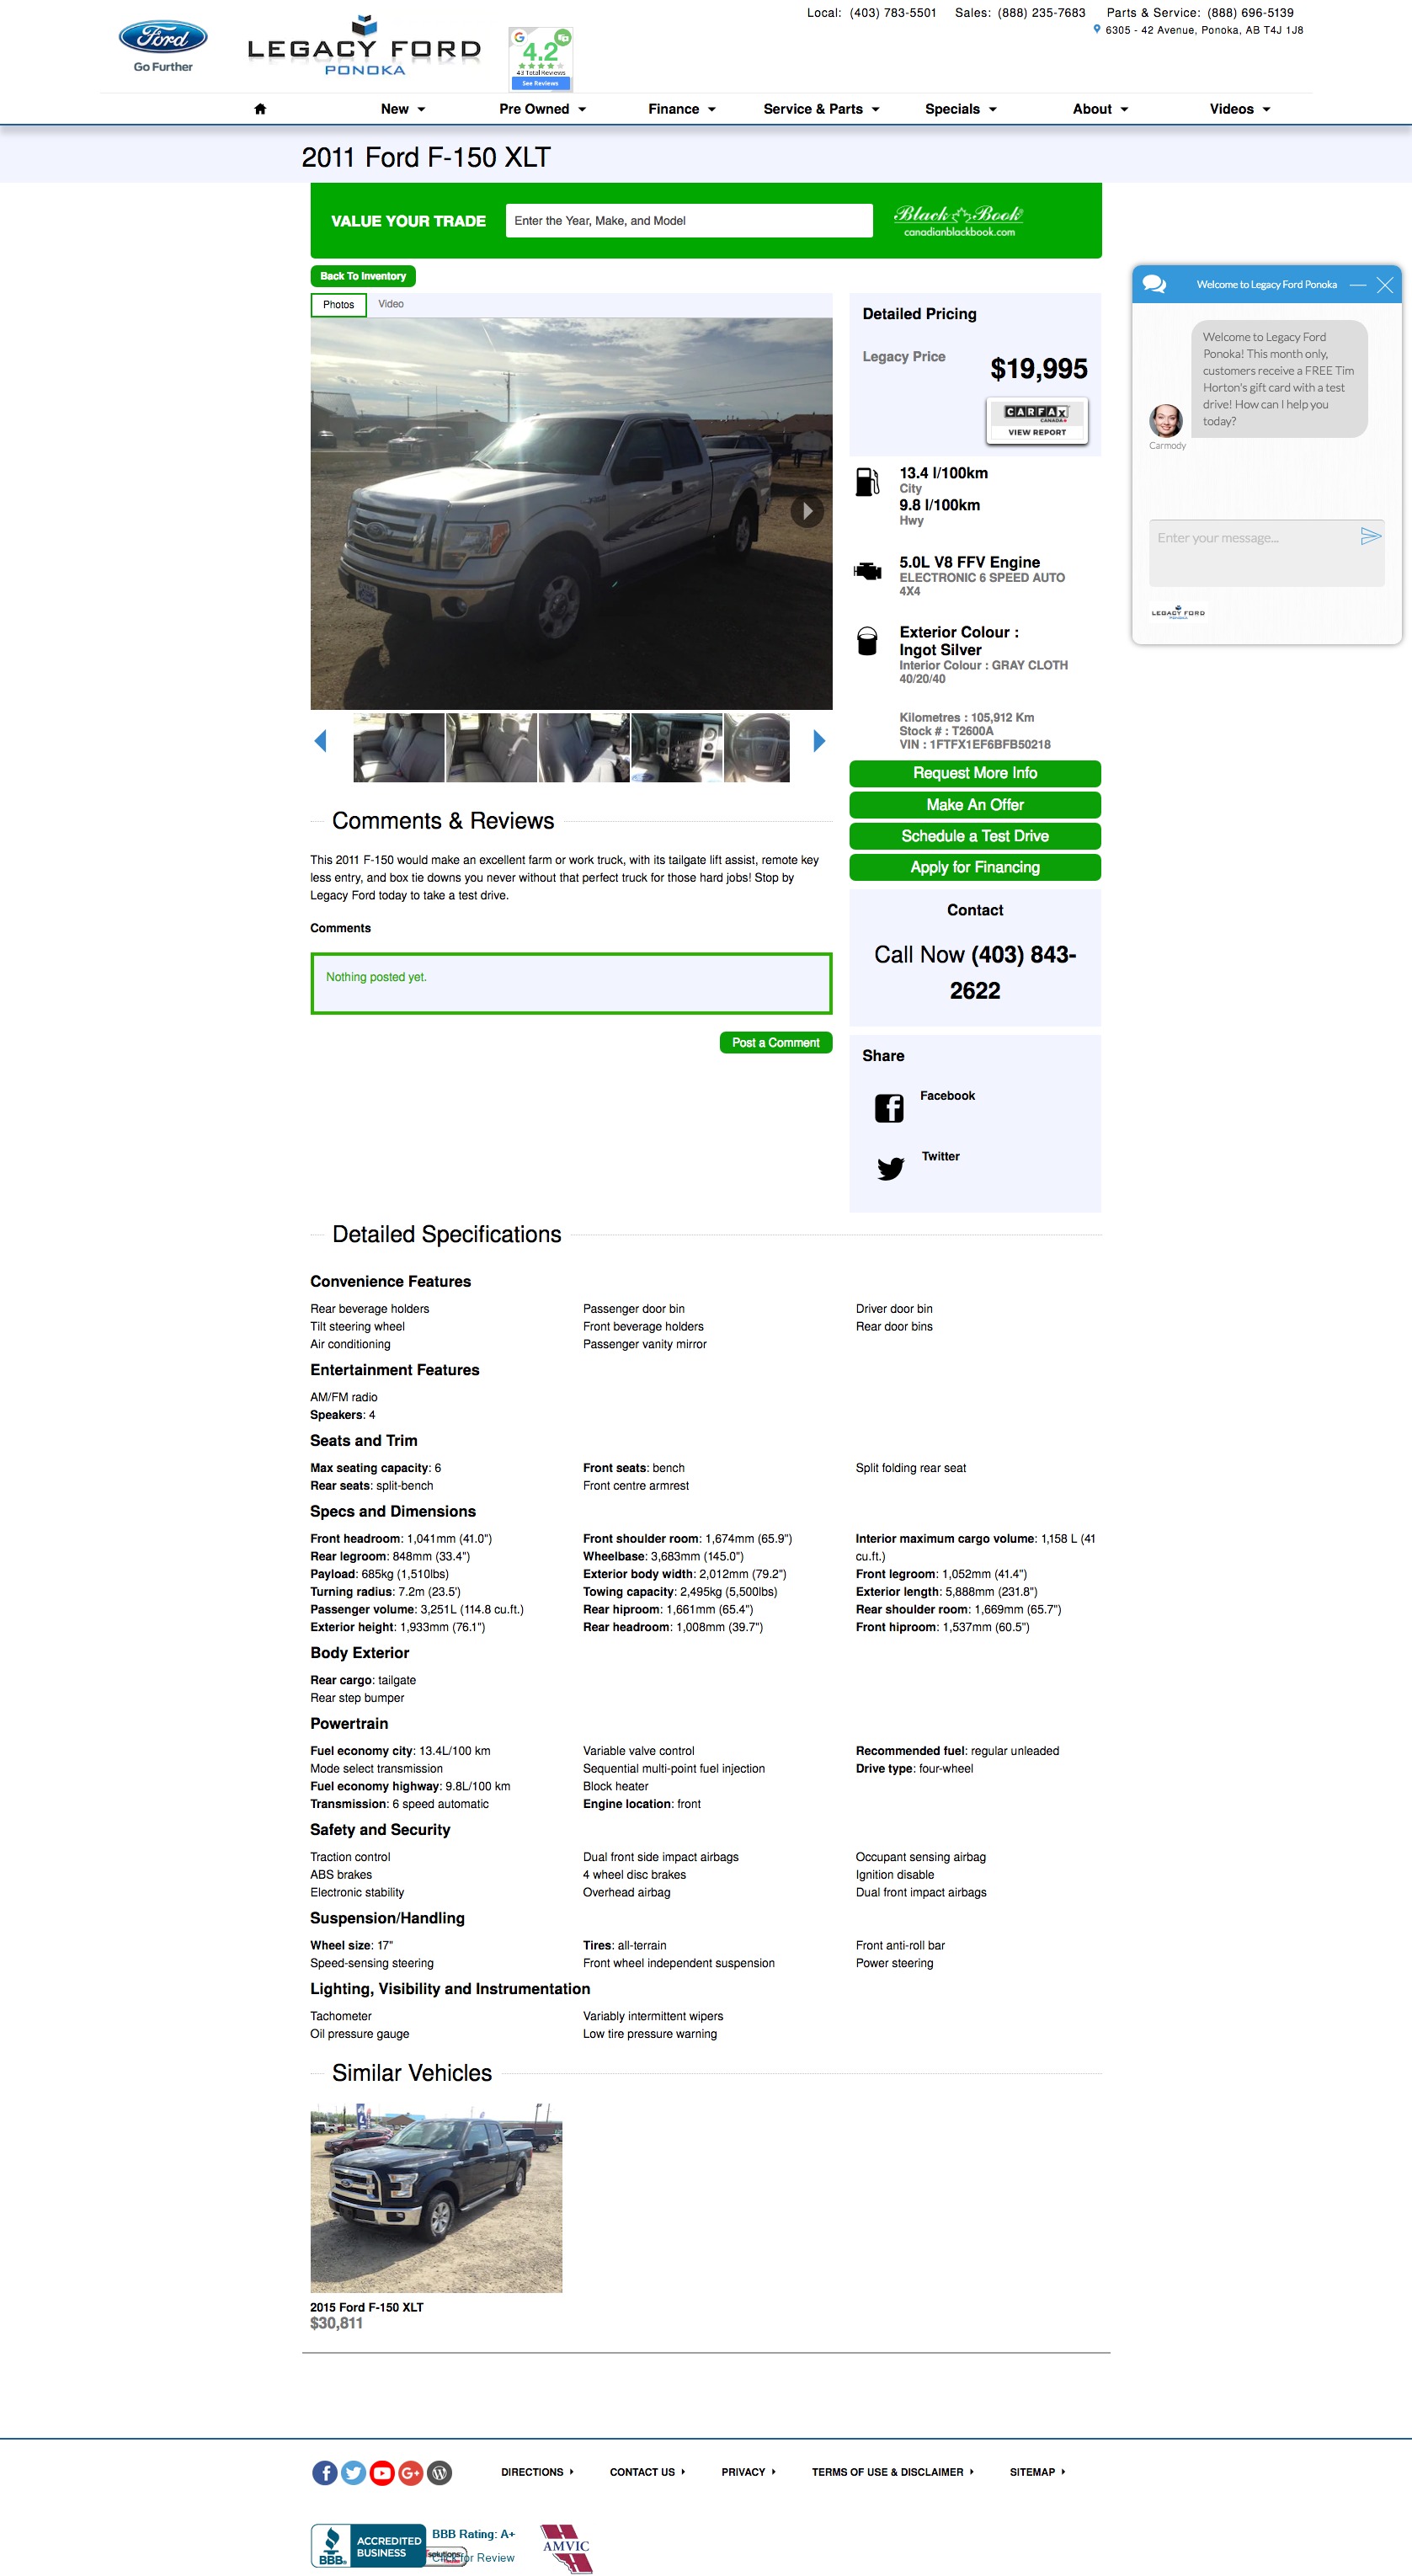 Local: (403) 783-5501 Sales: (888) 235-7683 Parts & Service: (888) 696-5139
6305 - 42 Avenue, Ponoka, AB T4J 1J8
Ford
Go Further
LEGACY FORD
PONOKA
4.2
43 Total Reviews
See Reviews
New Pre Owned Finance Service & Parts Specials About Videos
2011 Ford F-150 XLT
VALUE YOUR TRADE
Enter the Year, Make, and Model
Black Book
canadianblackbook.com
Back To Inventory
Photos Video
Detailed Pricing
Legacy Price
$19,995
CARFAX
CANADA
VIEW REPORT
13.4 l/100km
City
9.8 l/100km
Hwy
5.0L V8 FFV Engine
ELECTRONIC 6 SPEED AUTO
4X4
Exterior Colour :
Ingot Silver
Interior Colour : GRAY CLOTH
40/20/40
Kilometres : 105,912 Km
Stock # : T2600A
VIN : 1FTFX1EF6BFB50218
Request More Info
Make An Offer
Schedule a Test Drive
Apply for Financing
Contact
Call Now (403) 843-
2622
Share
Facebook
Twitter
Welcome to Legacy Ford Ponoka
Welcome to Legacy Ford
Ponoka! This month only,
customers receive a FREE Tim
Horton's gift card with a test
drive! How can I help you
today?
Carmody
Enter your message...
LEGACY FORD
PONOKA
Comments & Reviews
This 2011 F-150 would make an excellent farm or work truck, with its tailgate lift assist, remote key
less entry, and box tie downs you never without that perfect truck for those hard jobs! Stop by
Legacy Ford today to take a test drive.
Comments
Nothing posted yet.
Post a Comment
Detailed Specifications
Convenience Features
Rear beverage holders Passenger door bin Driver door bin
Tilt steering wheel Front beverage holders Rear door bins
Air conditioning Passenger vanity mirror
Entertainment Features
AM/FM radio
Speakers: 4
Seats and Trim
Max seating capacity: 6 Front seats: bench Split folding rear seat
Rear seats: split-bench Front centre armrest
Specs and Dimensions
Front headroom: 1,041mm (41.0") Front shoulder room: 1,674mm (65.9") Interior maximum cargo volume: 1,158 L (41
Rear legroom: 848mm (33.4") Wheelbase: 3,683mm (145.0") cu.ft.)
Payload: 685kg (1,510lbs) Exterior body width: 2,012mm (79.2") Front legroom: 1,052mm (41.4")
Turning radius: 7.2m (23.5') Towing capacity: 2,495kg (5,500lbs) Exterior length: 5,888mm (231.8")
Passenger volume: 3,251L (114.8 cu.ft.) Rear hiproom: 1,661mm (65.4") Rear shoulder room: 1,669mm (65.7")
Exterior height: 1,933mm (76.1") Rear headroom: 1,008mm (39.7") Front hiproom: 1,537mm (60.5")
Body Exterior
Rear cargo: tailgate
Rear step bumper
Powertrain
Fuel economy city: 13.4L/100 km Variable valve control Recommended fuel: regular unleaded
Mode select transmission Sequential multi-point fuel injection Drive type: four-wheel
Fuel economy highway: 9.8L/100 km Block heater
Transmission: 6 speed automatic Engine location: front
Safety and Security
Traction control Dual front side impact airbags Occupant sensing airbag
ABS brakes 4 wheel disc brakes Ignition disable
Electronic stability Overhead airbag Dual front impact airbags
Suspension/Handling
Wheel size: 17" Tires: all-terrain Front anti-roll bar
Speed-sensing steering Front wheel independent suspension Power steering
Lighting, Visibility and Instrumentation
Tachometer Variably intermittent wipers
Oil pressure gauge Low tire pressure warning
Similar Vehicles
2015 Ford F-150 XLT
$30,811
DIRECTIONS CONTACT US PRIVACY TERMS OF USE & DISCLAIMER SITEMAP
BBB
ACCREDITED
BUSINESS
BBB Rating: A+
Click for Review
solutions
AMVIC